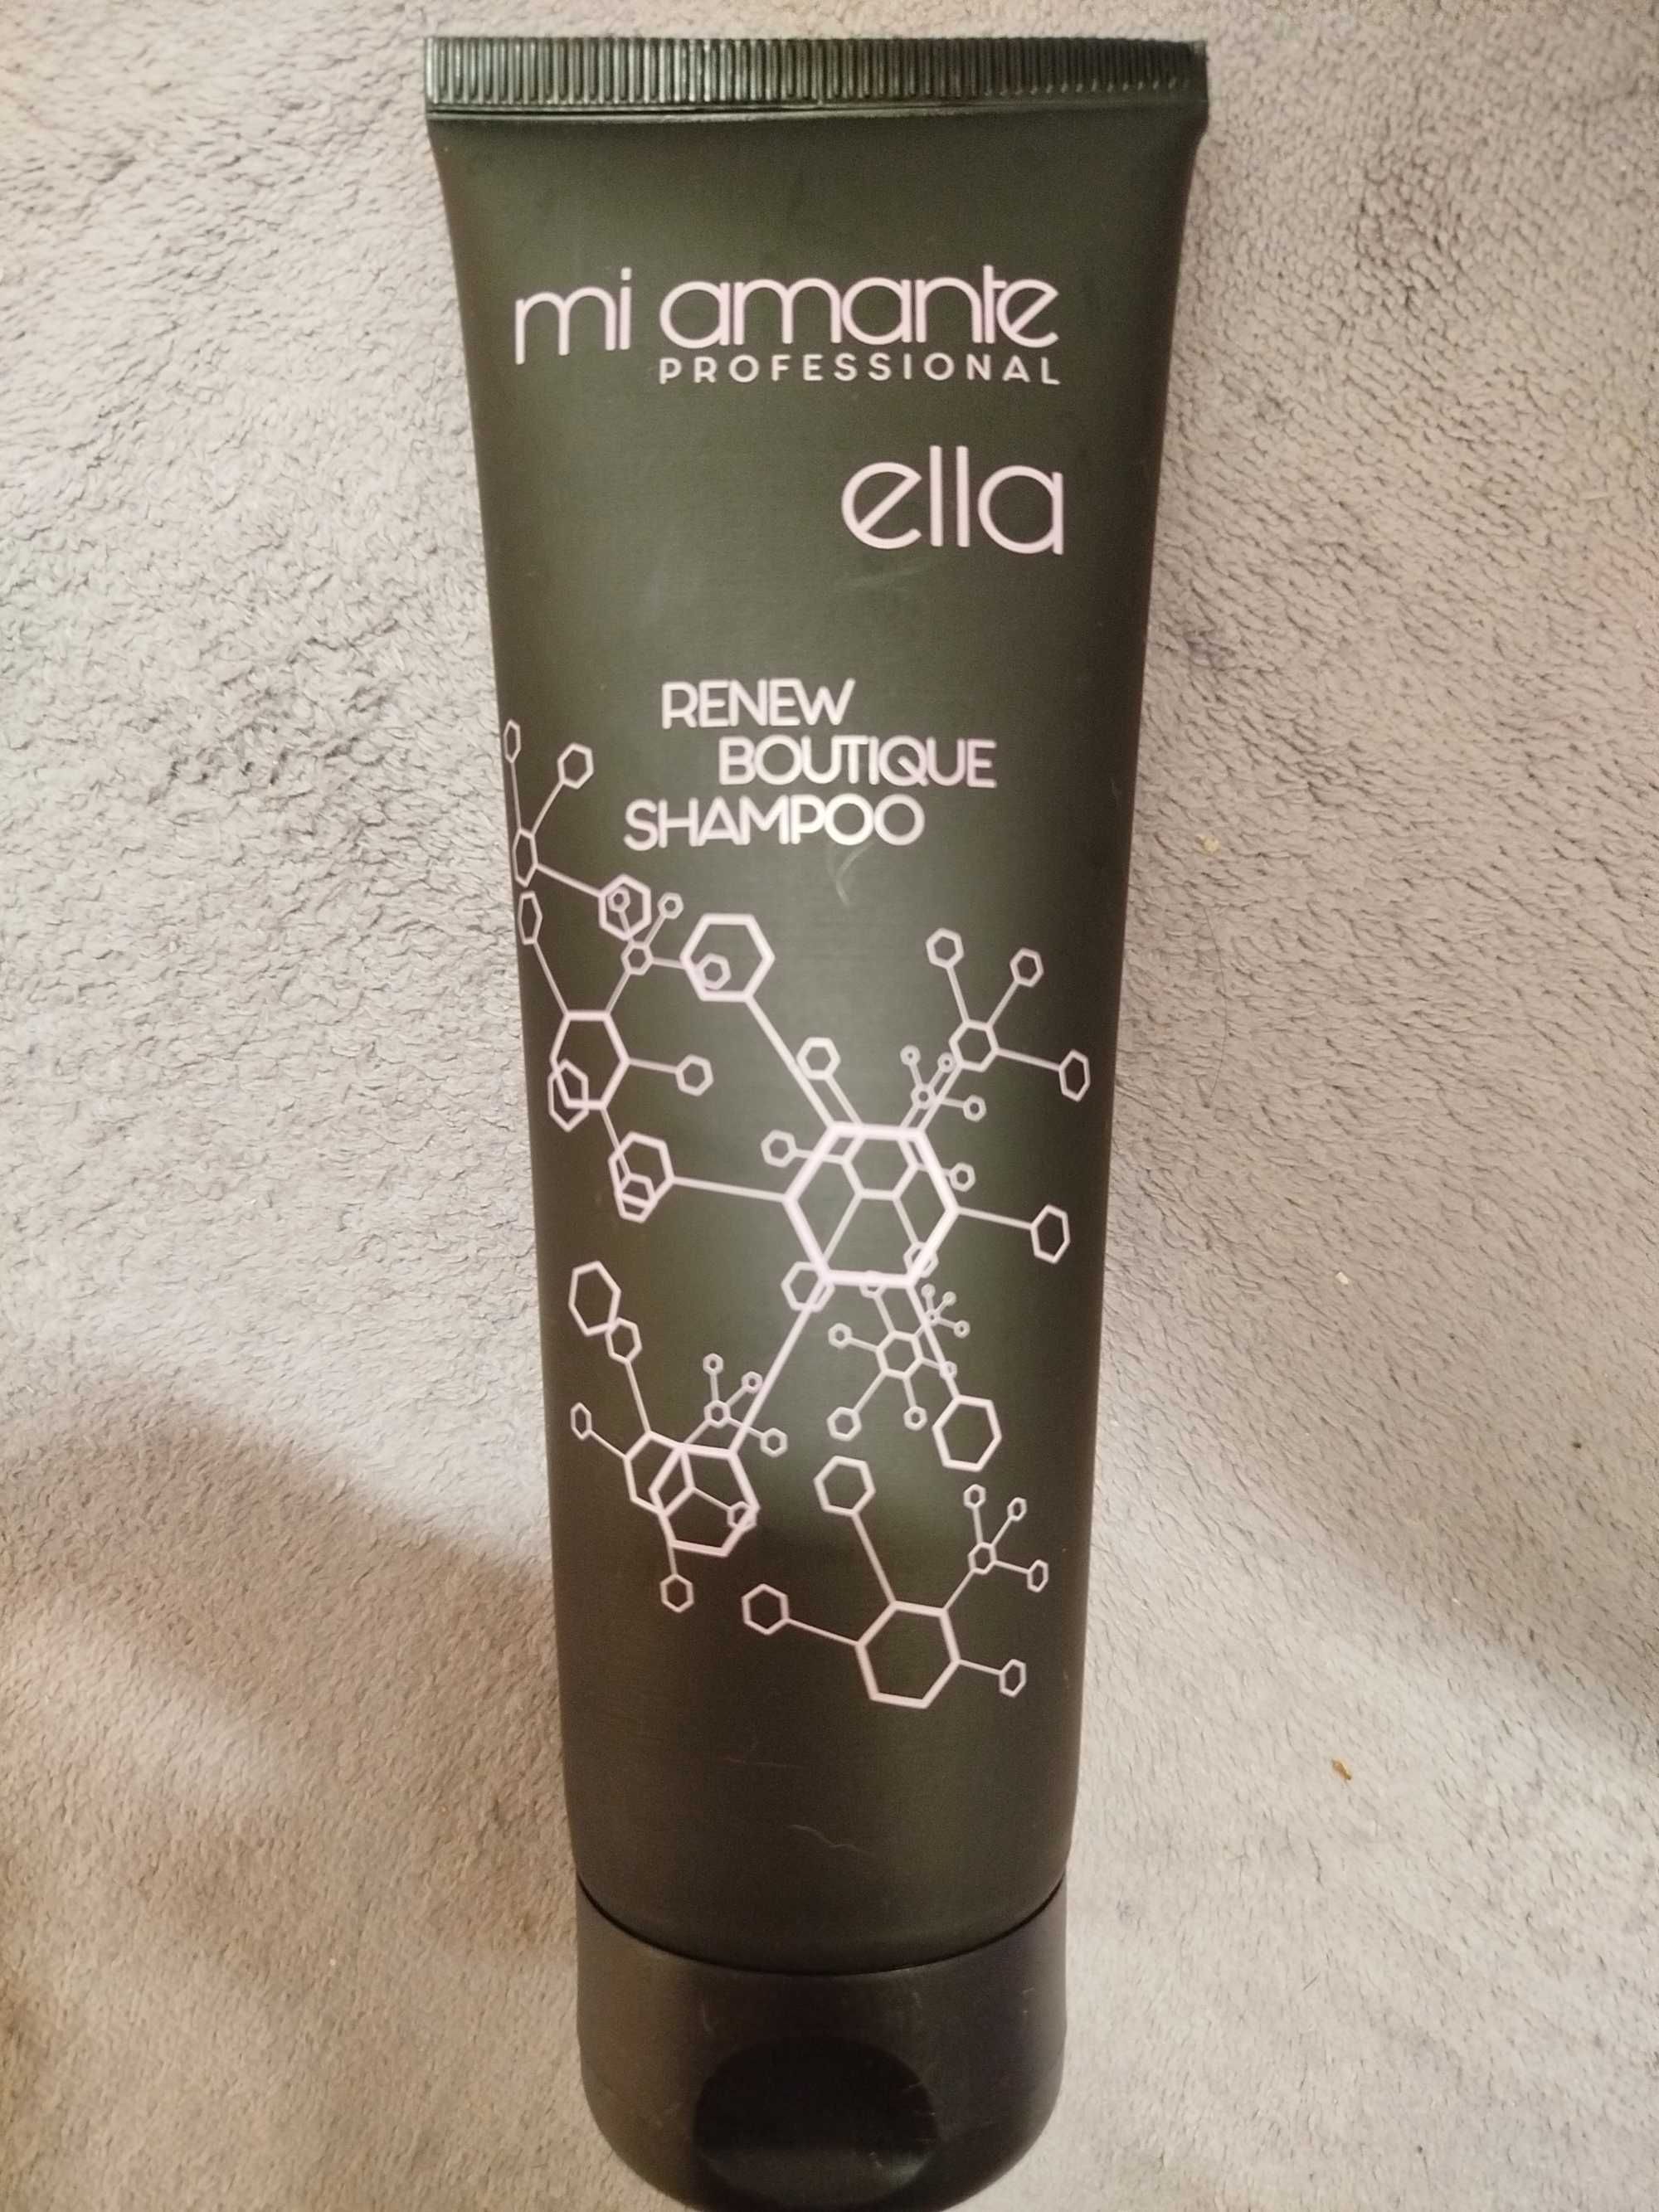 mi amante
PROFESSIONAL
ella
RENEW
BOUTIQUE
SHAMPOO